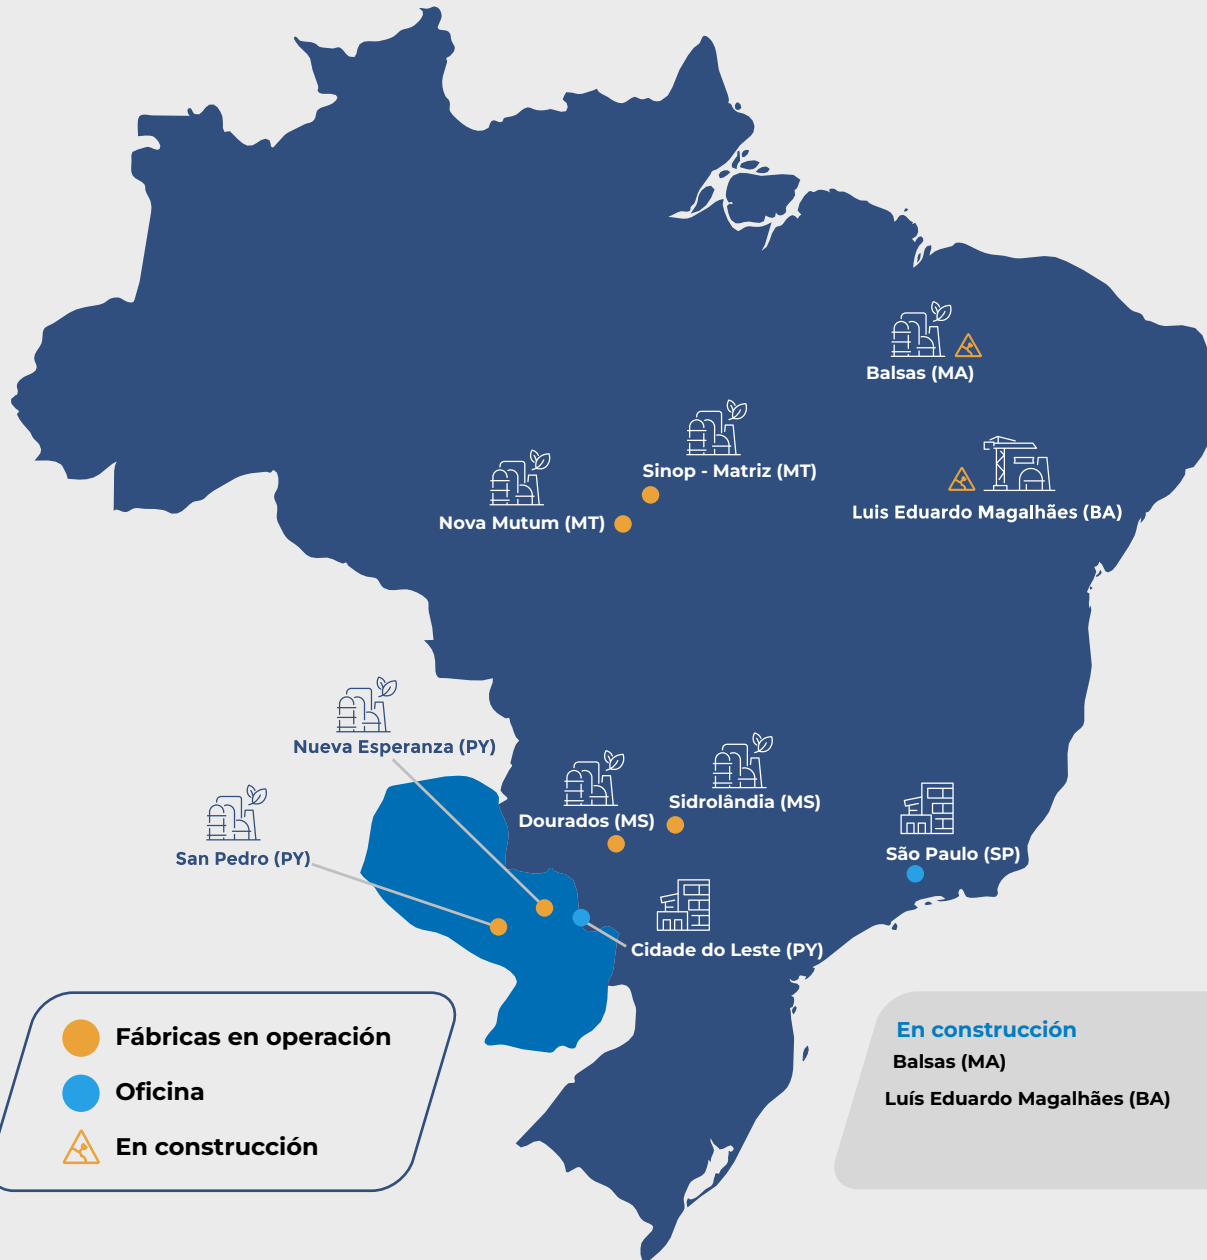 Balsas (MA)
Sinop - Matriz (MT)
Nova Mutum (MT)
Luis Eduardo Magalhães (BA)
Nueva Esperanza (PY)
Sidrolândia (MS)
Dourados (MS)
San Pedro (PY)
São Paulo (SP)
Cidade do Leste (PY)
Fábricas en operación
Oficina
En construcción
En construcción
Balsas (MA)
Luís Eduardo Magalhães (BA)